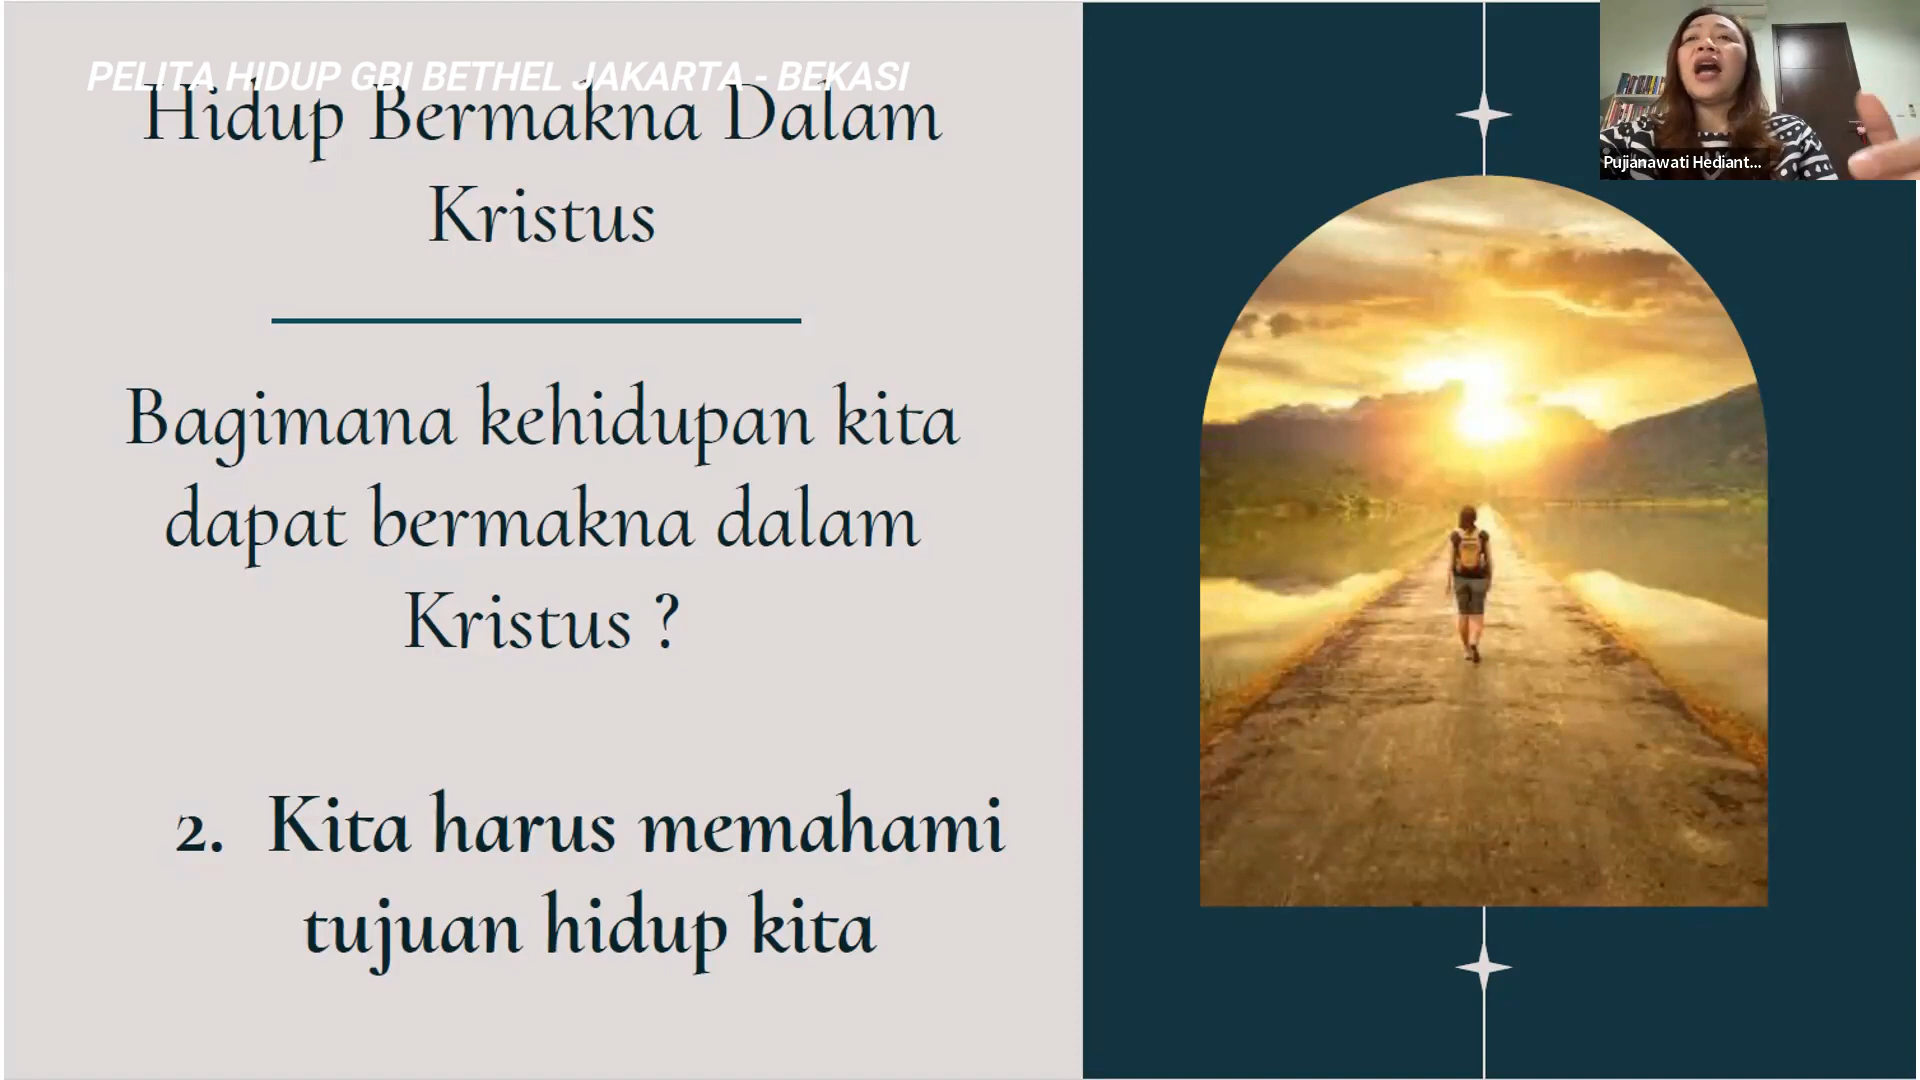 PELITA HIDUP GBI BETHEL JAKARTA - BEKASI
Hidup Bermakna Dalam
Kristus
Bagimana kehidupan kita
dapat bermakna dalam
Kristus ?
2. Kita harus memahami
tujuan hidup kita
Pujianawati Hediant...